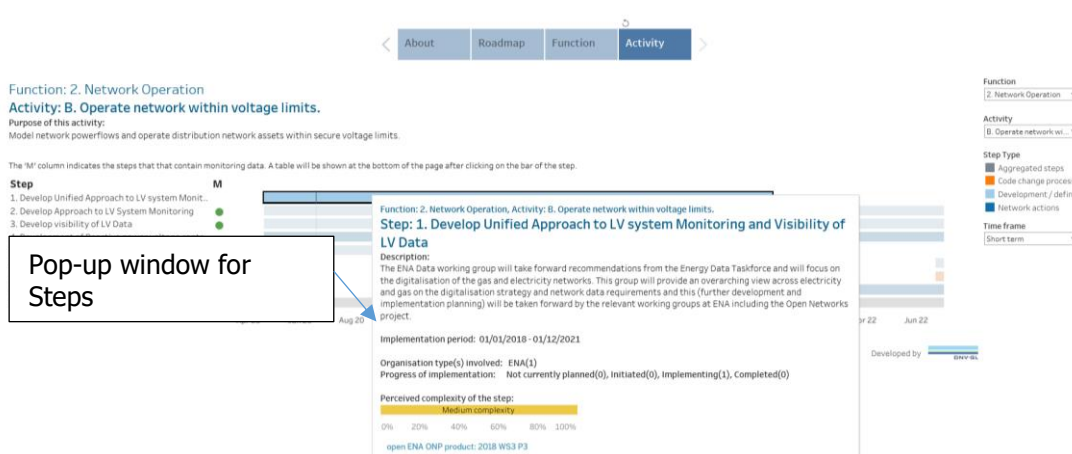 About Roadmap Function Activity
Function: 2. Network Operation
Activity: B. Operate network within voltage limits.
Purpose of this activity:
Model network powerflows and operate distribution network assets within secure voltage limits.
The 'M' column indicates the steps that that contain monitoring data. A table will be shown at the bottom of the page after clicking on the bar of the step.
Step M
1. Develop Unified Approach to LV system Monit..
2. Develop Approach to LV System Monitoring
3. Develop visibility of LV Data
Pop-up window for
Steps
Aug 20
Function: 2. Network Operation, Activity: B. Operate network within voltage limits.
Step: 1. Develop Unified Approach to LV system Monitoring and Visibility of
LV Data
Description:
The ENA Data working group will take forward recommendations from the Energy Data Taskforce and will focus on
the digitalisation of the gas and electricity networks. This group will provide an overarching view across electricity
and gas on the digitalisation strategy and network data requirements and this (further development and
implementation planning) will be taken forward by the relevant working groups at ENA including the Open Networks
project.
Implementation period: 01/01/2018 - 01/12/2021
Organisation type(s) involved: ENA(1)
Progress of implementation: Not currently planned(0), Initiated(0), Implementing(1), Completed(0)
Perceived complexity of the step:
Medium complexity
0% 20% 40% 60% 80% 100%
open ENA ONP product: 2018 WS3 P3
22 Jun 22
Developed by DNV·GL
Function
2. Network Operation
Activity
B. Operate network wi...
Step Type
Aggregated steps
Code change proces
Development / defin
Network actions
Time frame
Short term